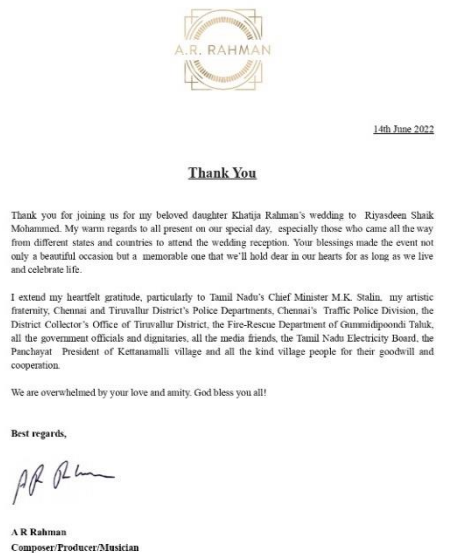 A.R. RAHMAN
14th June 2022
Thank You
Thank you for joining us for my beloved daughter Khatija Rahman's wedding to Riyasdeen Shaik
Mohammed. My warm regards to all present on our special day, especially those who came all the way
from different states and countries to attend the wedding reception. Your blessings made the event not
only a beautiful occasion but a memorable one that we'll hold dear in our hearts for as long as we live
and celebrate life.
I extend my heartfelt gratitude, particularly to Tamil Nadu's Chief Minister M.K. Stalin, my artistic
fraternity, Chennai and Tiruvallur District's Police Departments, Chennai's Traffic Police Division, the
District Collector's Office of Tiruvallur District, the Fire-Rescue Department of Gummidipoondi Taluk,
all the government officials and dignitaries, all the media friends, the Tamil Nadu Electricity Board, the
Panchayat President of Kettanamalli village and all the kind village people for their goodwill and
cooperation.
We are overwhelmed by your love and amity. God bless you all!
Best regards,
A R Rahman
A R Rahman
Composer/Producer/Musician